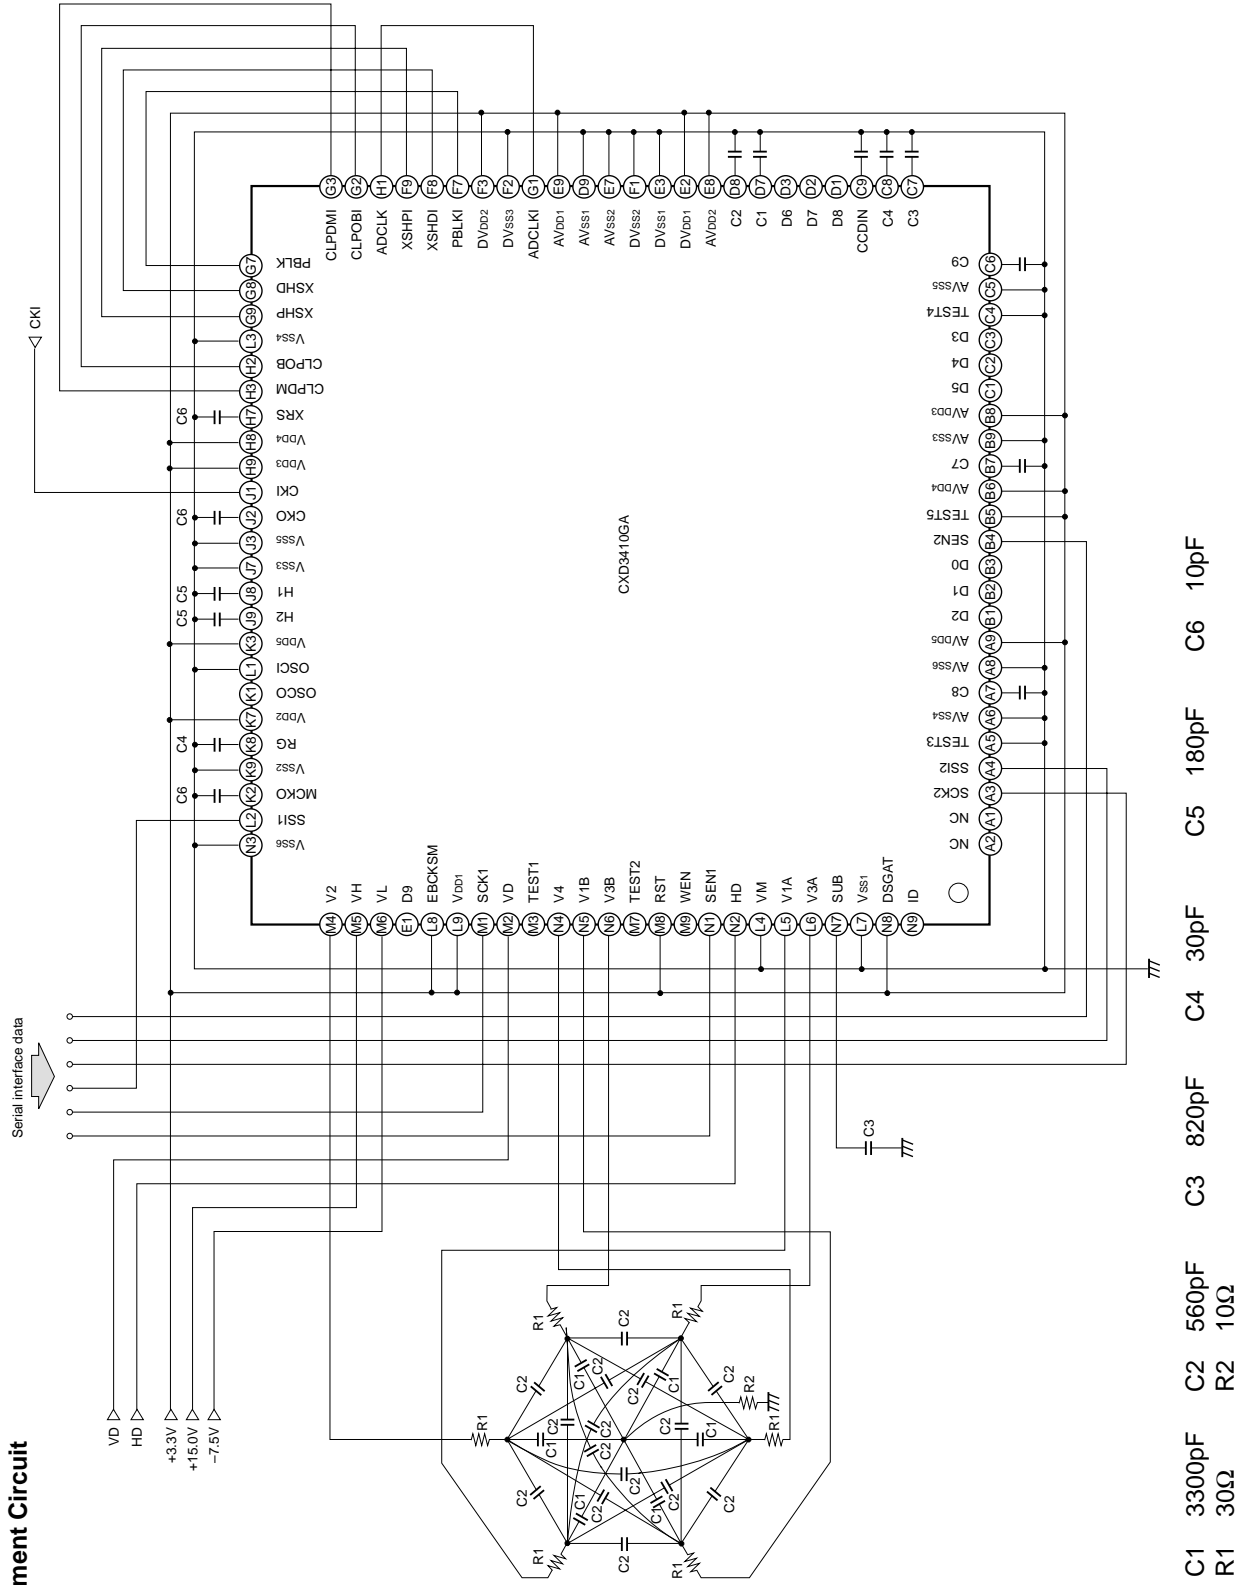 ment Circuit
Serial interface data
CKI
VD
HD
+3.3V
+15.0V
–7.5V
CXD3410GA
G3 CLPDMI
G2 CLPOBI
H1 ADCLK
F9 XSHPI
F8 XSHDI
F7 PBLKI
F3 DVDD2
F2 DVSS3
G1 ADCLKI
E9 AVDD1
D9 AVSS1
E7 AVSS2
F1 DVSS2
E3 DVSS1
E2 DVDD1
E8 AVDD2
D8 C2
D7 C1
D3 D6
D2 D7
D1 D8
C9 CCDIN
C8 C4
C7 C3
G7 PBLK
G8 XSHD
G9 XSHP
L3 VSS4
H2 CLPOB
H3 CLPDM
C6 H7 XRS
H8 VDD4
H9 VDD3
J1 CKI
C6 J2 CKO
J3 VSS5
J7 VSS3
C5 J8 H1
C5 J9 H2
K3 VDD5
L1 OSCI
K1 OSCO
K7 VDD2
C4 K8 RG
K9 VSS2
C6 K2 MCKO
L2 SSI1
N3 VSS6
C9 C6
AVSS5 C5
TEST4 C4
D3 C3
D4 C2
D5 C1
AVDD3 B8
AVSS3 B9
C7 B7
AVDD4 B6
TEST5 B5
SEN2 B4
D0 B3
D1 B2
D2 B1
AVDD5 A9
AVSS6 A8
C8 A7
AVSS4 A6
TEST3 A5
SSI2 A4
SCK2 A3
NC A1
NC A2
V2 M4
VH M5
VL M6
D9 E1
EBCKSM L8
VDD1 L9
SCK1 M1
VD M2
TEST1 M3
V4 N4
V1B N5
V3B N6
TEST2 M7
RST M8
WEN M9
SEN1 N1
HD N2
VM L4
V1A L5
V3A L6
SUB N7
VSS1 L7
DSGAT N8
ID N9
C3
R1
R1
R1
R1
R1
R1
R2
C2
C2
C2
C2
C2
C2
C1
C1
C1
C1
C1
C1
C2
C2
C2
C2
C2
C2
C2
C2
C2
C1 3300pF C2 560pF C3 820pF C4 30pF C5 180pF C6 10pF
R1 30Ω R2 10Ω